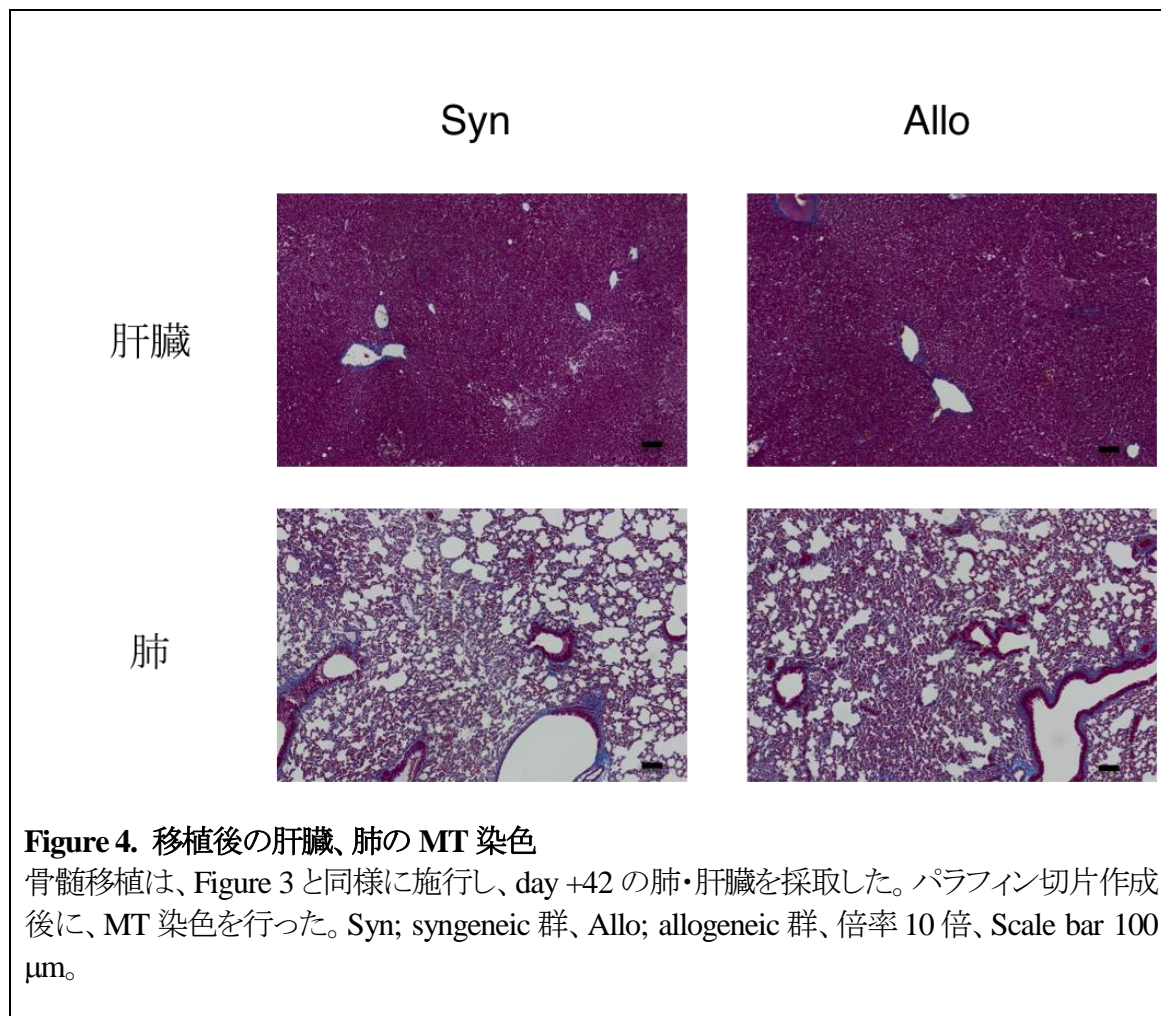 Syn
Allo
肝臓
肺
Figure 4. 移植後の肝臓、肺の MT 染色
骨髄移植は、Figure 3 と同様に施行し、day +42 の肺・肝臓を採取した。パラフィン切片作成
後に、MT 染色を行った。Syn; syngeneic 群、Allo; allogeneic 群、倍率 10 倍、Scale bar 100
μm。